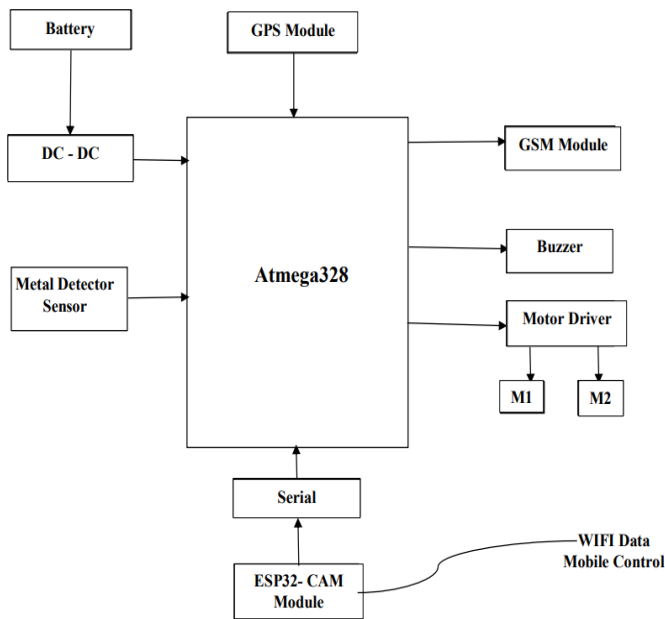 Battery
GPS Module
DC - DC
GSM Module
Metal Detector
Sensor
Atmega328
Buzzer
Motor Driver
M1
M2
Serial
ESP32- CAM
Module
WIFI Data
Mobile Control